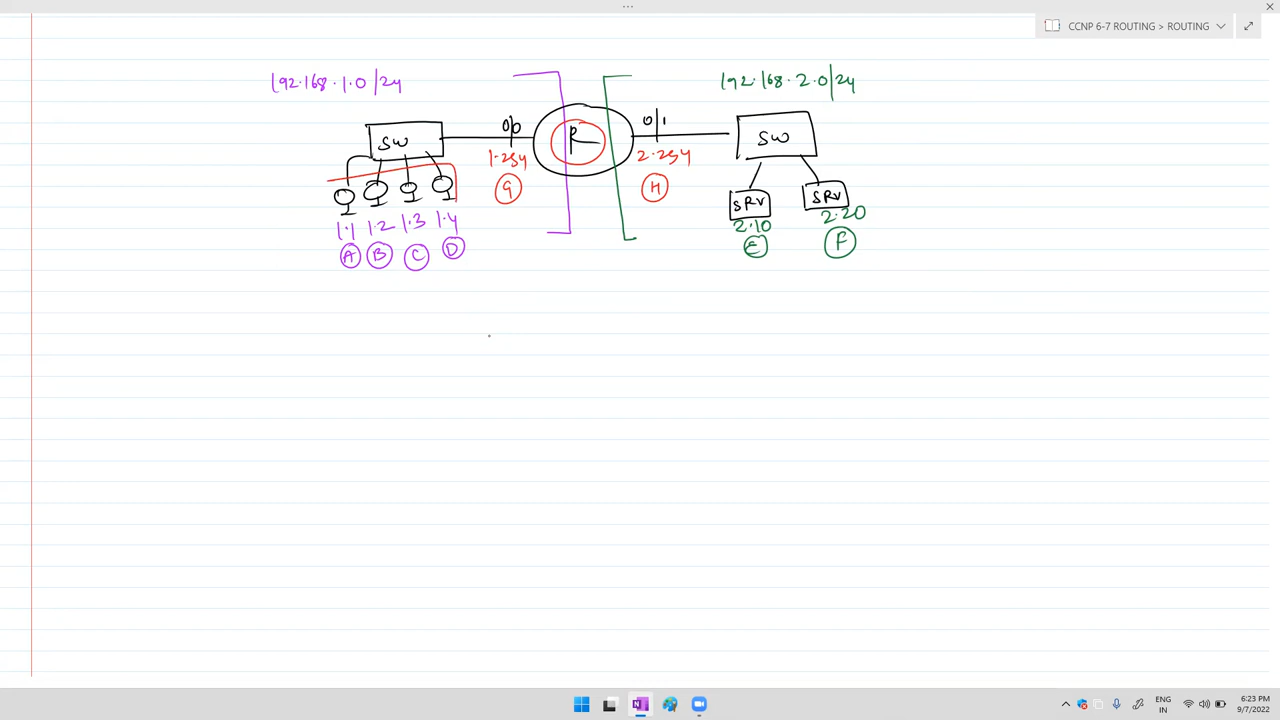 CCNP 6-7 ROUTING > ROUTING
192.168.1.0/24
192.168.2.0/24
SW
0/0
R
0/1
SW
1.254
2.254
G
H
SRV
SRV
1.1 1.2 1.3 1.4
2.10
2.20
A B C D
E
F
ENG
IN
6:23 PM
9/7/2022